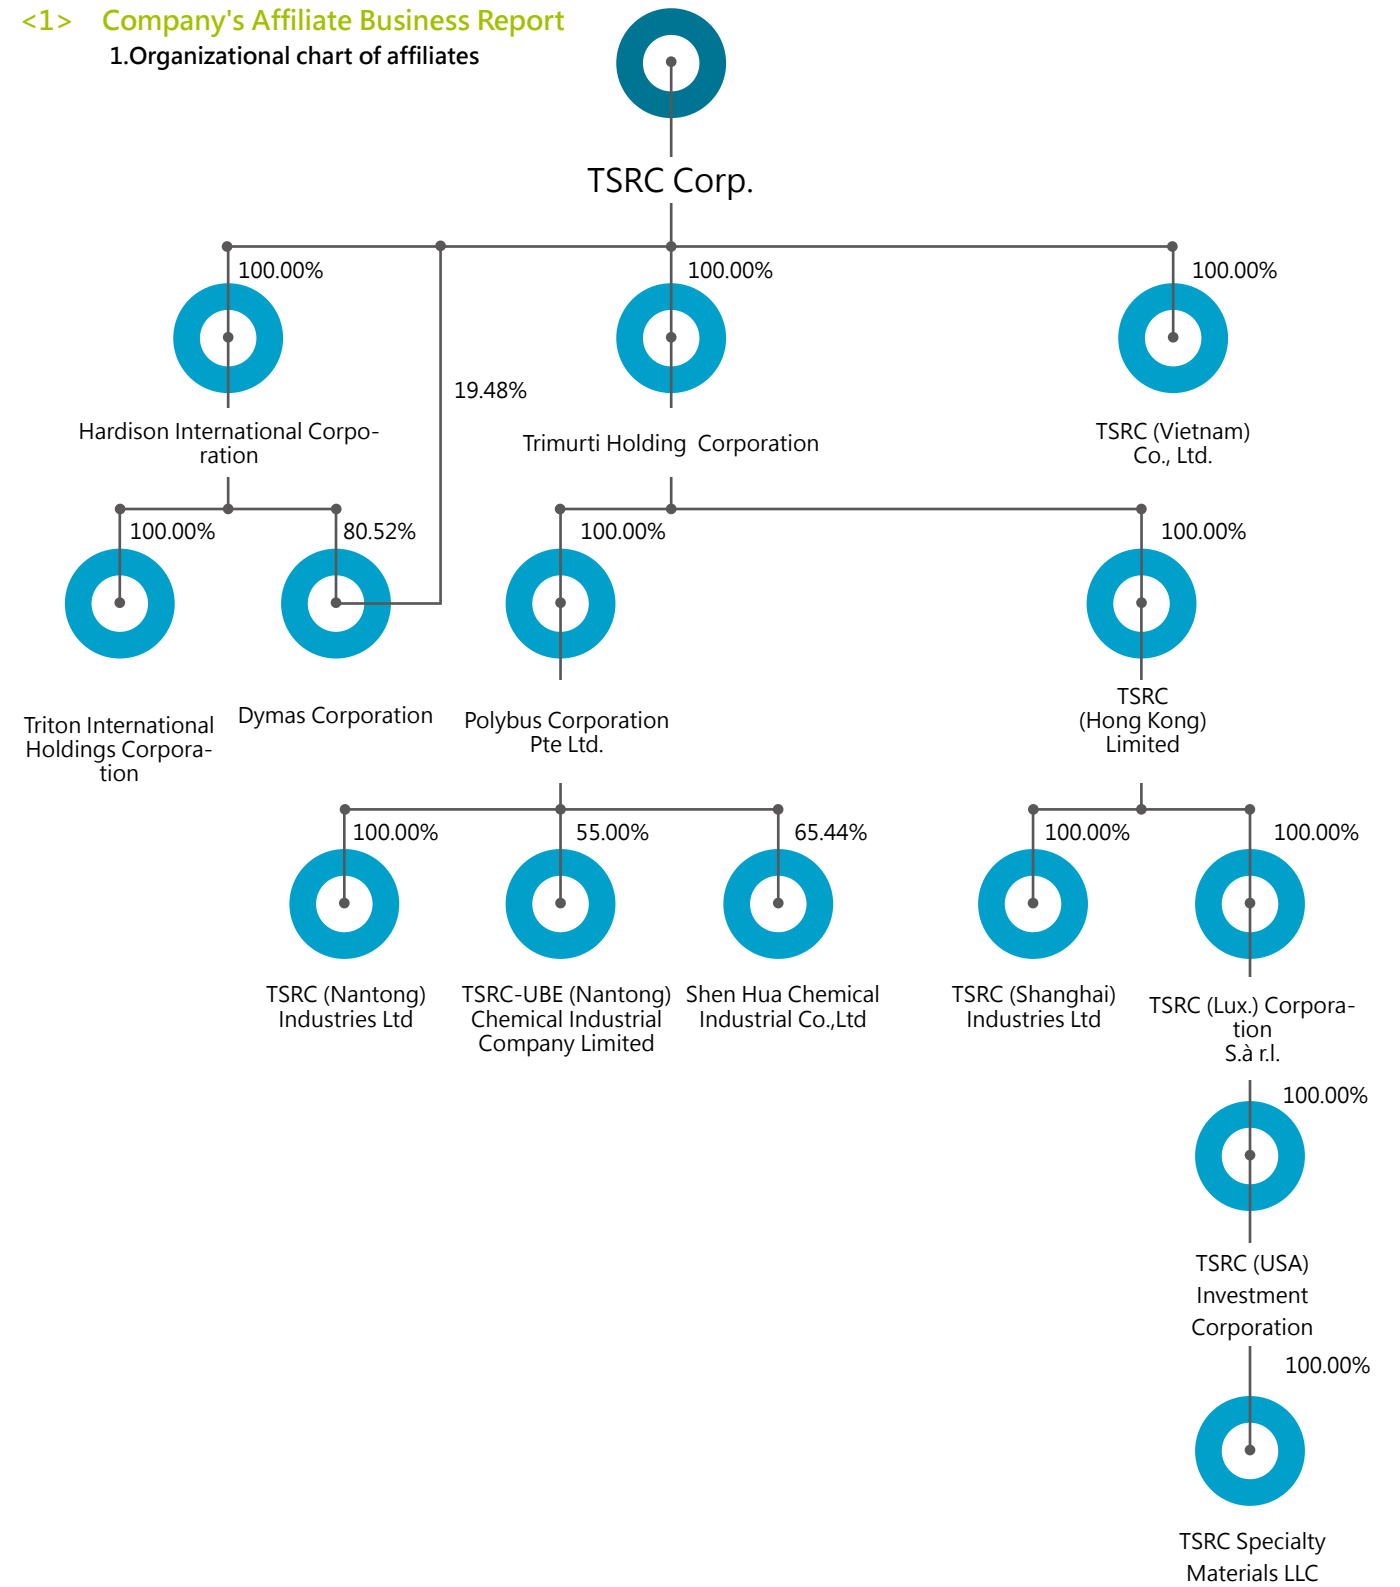 <1> Company's Affiliate Business Report
1.Organizational chart of affiliates
TSRC Corp.
100.00%
100.00%
100.00%
19.48%
Hardison International Corpo-
ration
Trimurti Holding Corporation
TSRC (Vietnam)
Co., Ltd.
100.00%
80.52%
100.00%
100.00%
Triton International
Holdings Corpora-
tion
Dymas Corporation
Polybus Corporation
Pte Ltd.
TSRC
(Hong Kong)
Limited
100.00%
55.00%
65.44%
100.00%
100.00%
TSRC (Nantong)
Industries Ltd
TSRC-UBE (Nantong)
Chemical Industrial
Company Limited
Shen Hua Chemical
Industrial Co.,Ltd
TSRC (Shanghai)
Industries Ltd
TSRC (Lux.) Corpora-
tion
S.à r.l.
100.00%
TSRC (USA)
Investment
Corporation
100.00%
TSRC Specialty
Materials LLC